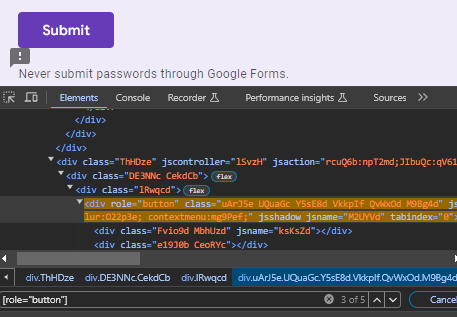 Submit
!
Never submit passwords through Google Forms.
Elements Console Recorder Performance insights Sources >>
</div>
</div>
</div>
</div>
<div class="ThHDze" jscontroller="lSvzH" jsaction="rcuQ6b:npT2md;JIbuQc:qV61
<div class="DE3NNc CekdCb"> flex
<div class="lRwqcd"> flex
<div role="button" class="uArJ5e UQuaGc Y5sE8d VkkpIf QvWxOd M9Bg4d" js
lur:O22p3e; contextmenu:mg9Pef;" jsshadow jsname="M2UYVd" tabindex="0">
<div class="Fvio9d MbhUzd" jsname="ksKsZd"></div>
<div class="e19J0b CeoRYc"></div>
div.ThHDze div.DE3NNc.CekdCb div.lRwqcd div.uArJ5e.UQuaGc.Y5sE8d.VkkpIf.QvWxOd.M9Bg4d
[role="button"] 3 of 5 Cancel